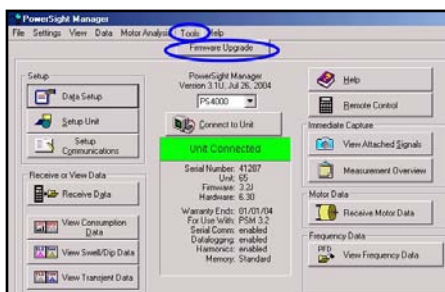 PowerSight Manager
File Settings View Data Motor Analysis Tools Help
Firmware Upgrade
Setup
Data Setup
Setup Unit
Setup
Communications
Receive or View Data
Receive Data
View Consumption
Data
View Swell/Dip Data
View Transient Data
PowerSight Manager
Version 3.1U, Jul 26, 2004
PS4000
Connect to Unit
Unit Connected
Serial Number: 41287
Unit: 65
Firmware: 3.2J
Hardware: 6.30
Warranty Ends: 01/01/04
For Use With: PSM 3.2
Serial Comm: enabled
Datalogging: enabled
Harmonics: enabled
Memory: Standard
Help
Remote Control
Immediate Capture
View Attached Signals
Measurement Overview
Motor Data
Receive Motor Data
Frequency Data
PFD
View Frequency Data